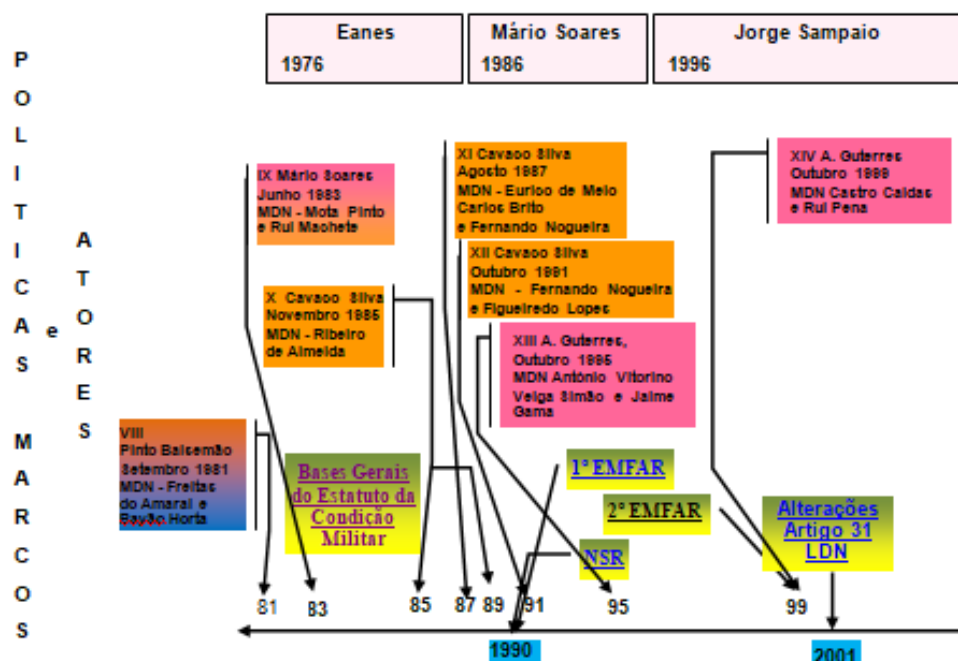 Eanes
1976
Mário Soares
1986
Jorge Sampaio
1996
POLITICAS MARCOS
e
ATORES
IX Mário Soares
Junho 1983
MDN - Mota Pinto
e Rui Machete
XI Cavaco Silva
Agosto 1987
MDN - Eurico de Melo
Carlos Brito
e Fernando Nogueira
XIV A. Guterres
Outubro 1999
MDN Castro Caldas
e Rui Pena
XII Cavaco Silva
Outubro 1991
MDN - Fernando Nogueira
e Figueiredo Lopes
X Cavaco Silva
Novembro 1985
MDN - Ribeiro
de Almeida
XIII A. Guterres,
Outubro 1995
MDN António Vitorino
Veiga Simão e Jaime
Gama
VIII
Pinto Balsemão
Setembro 1981
MDN - Freitas
do Amaral e
Bayão Horta
Bases Gerais
do Estatuto da
Condição
Militar
1º EMFAR
2º EMFAR
NSR
Alterações
Artigo 31
LDN
81
83
85
87
89
91
95
99
1990
2001